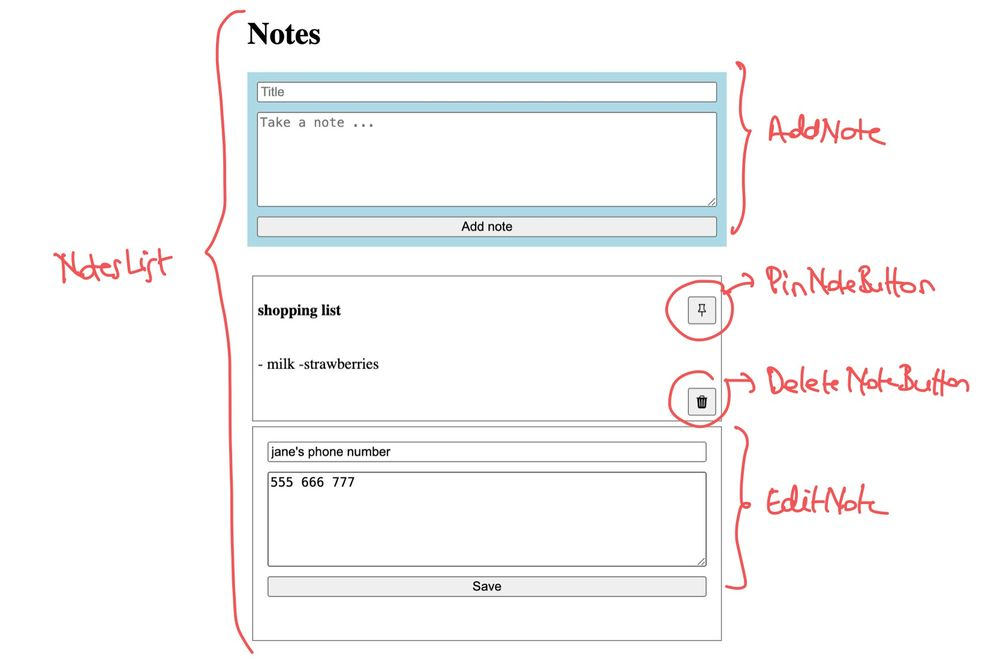 Notes
Title
Take a note ...
AddNote
Add note
NotesList
PinNoteButton
shopping list
- milk -strawberries
DeleteNoteButton
jane's phone number
555 666 777
EditNote
Save